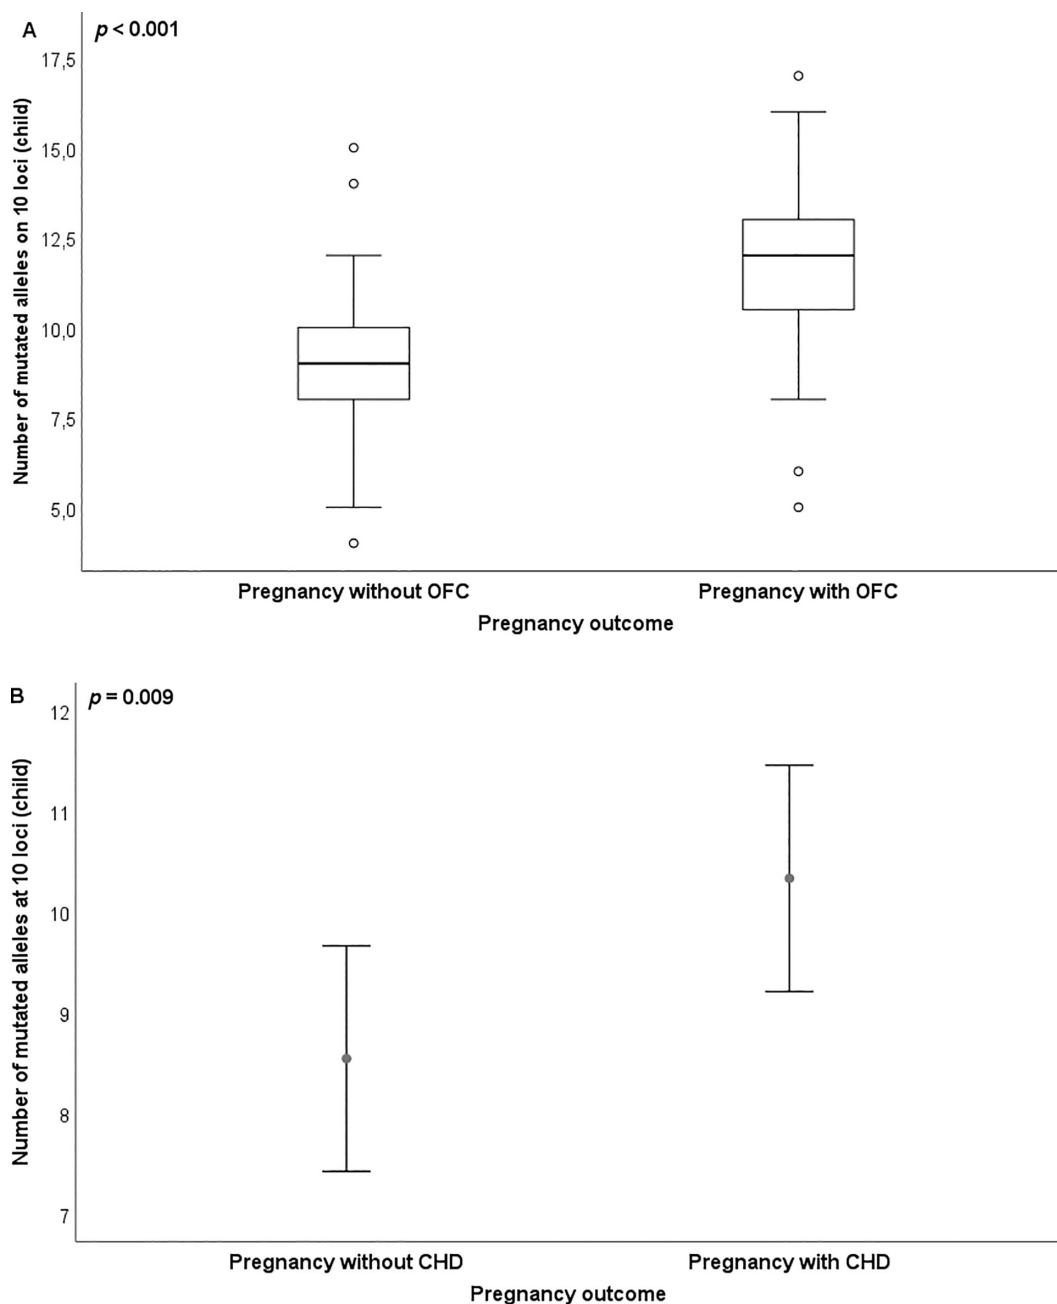 A
p < 0.001
Number of mutated alleles on 10 loci (child)
17,5
15,0
12,5
10,0
7,5
5,0
Pregnancy without OFC
Pregnancy with OFC
Pregnancy outcome
B
p = 0.009
Number of mutated alleles at 10 loci (child)
12
11
10
9
8
7
Pregnancy without CHD
Pregnancy with CHD
Pregnancy outcome